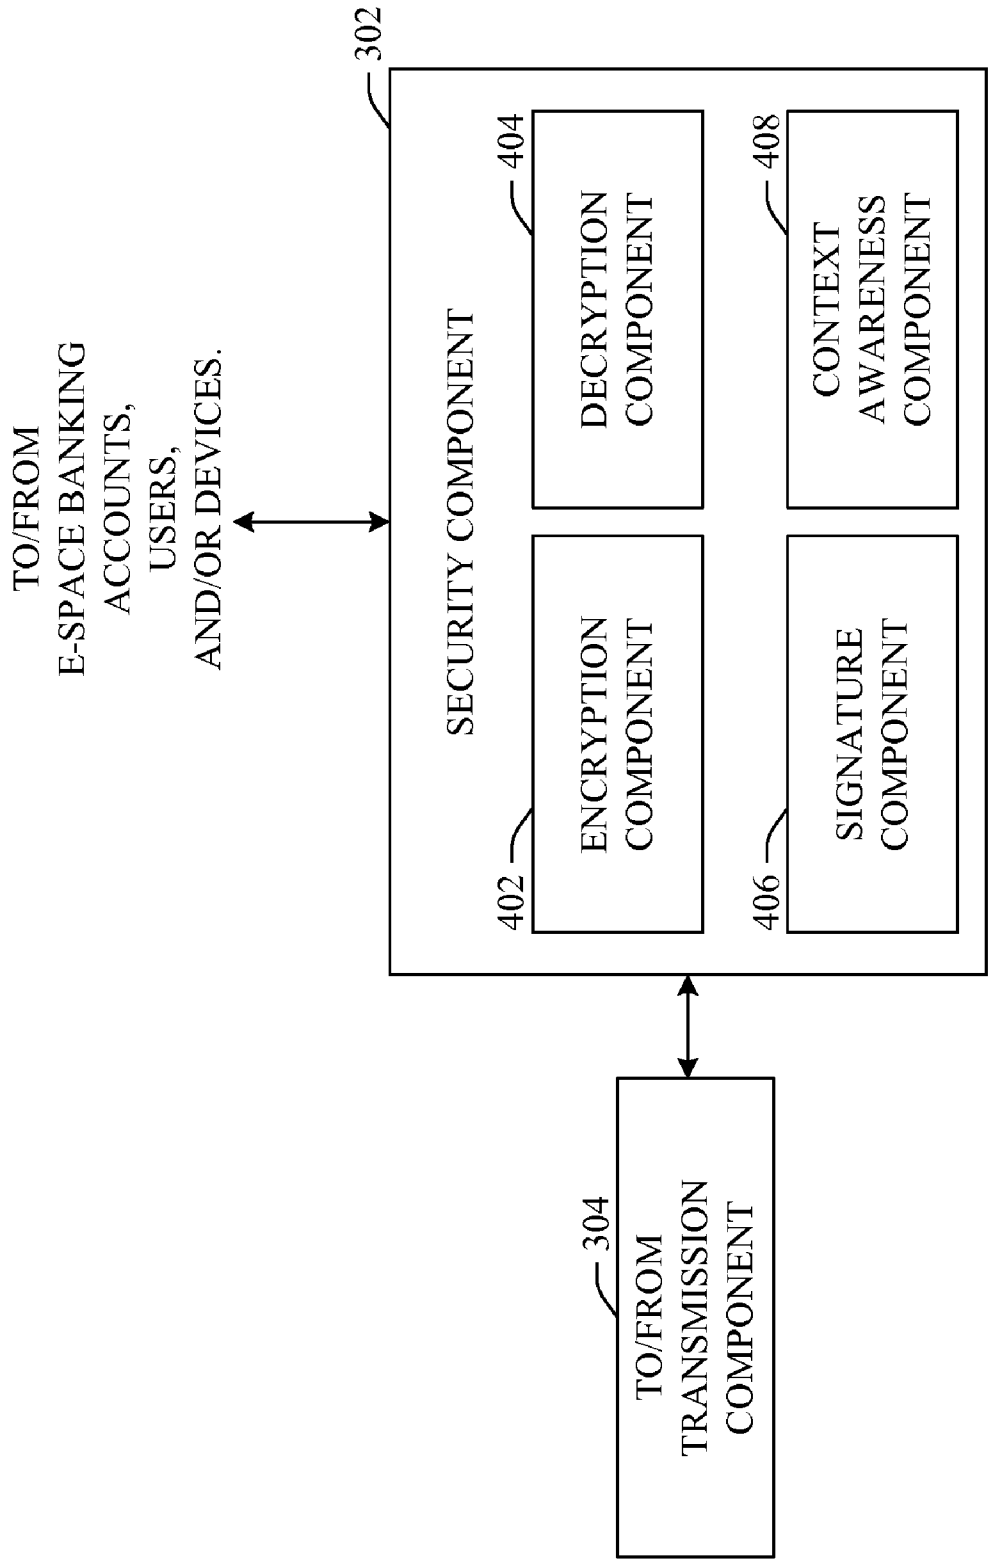 TO/FROM
E-SPACE BANKING
ACCOUNTS,
USERS,
AND/OR DEVICES.
302
SECURITY COMPONENT
304
TO/FROM
TRANSMISSION
COMPONENT
402
ENCRYPTION
COMPONENT
404
DECRYPTION
COMPONENT
406
SIGNATURE
COMPONENT
408
CONTEXT
AWARENESS
COMPONENT